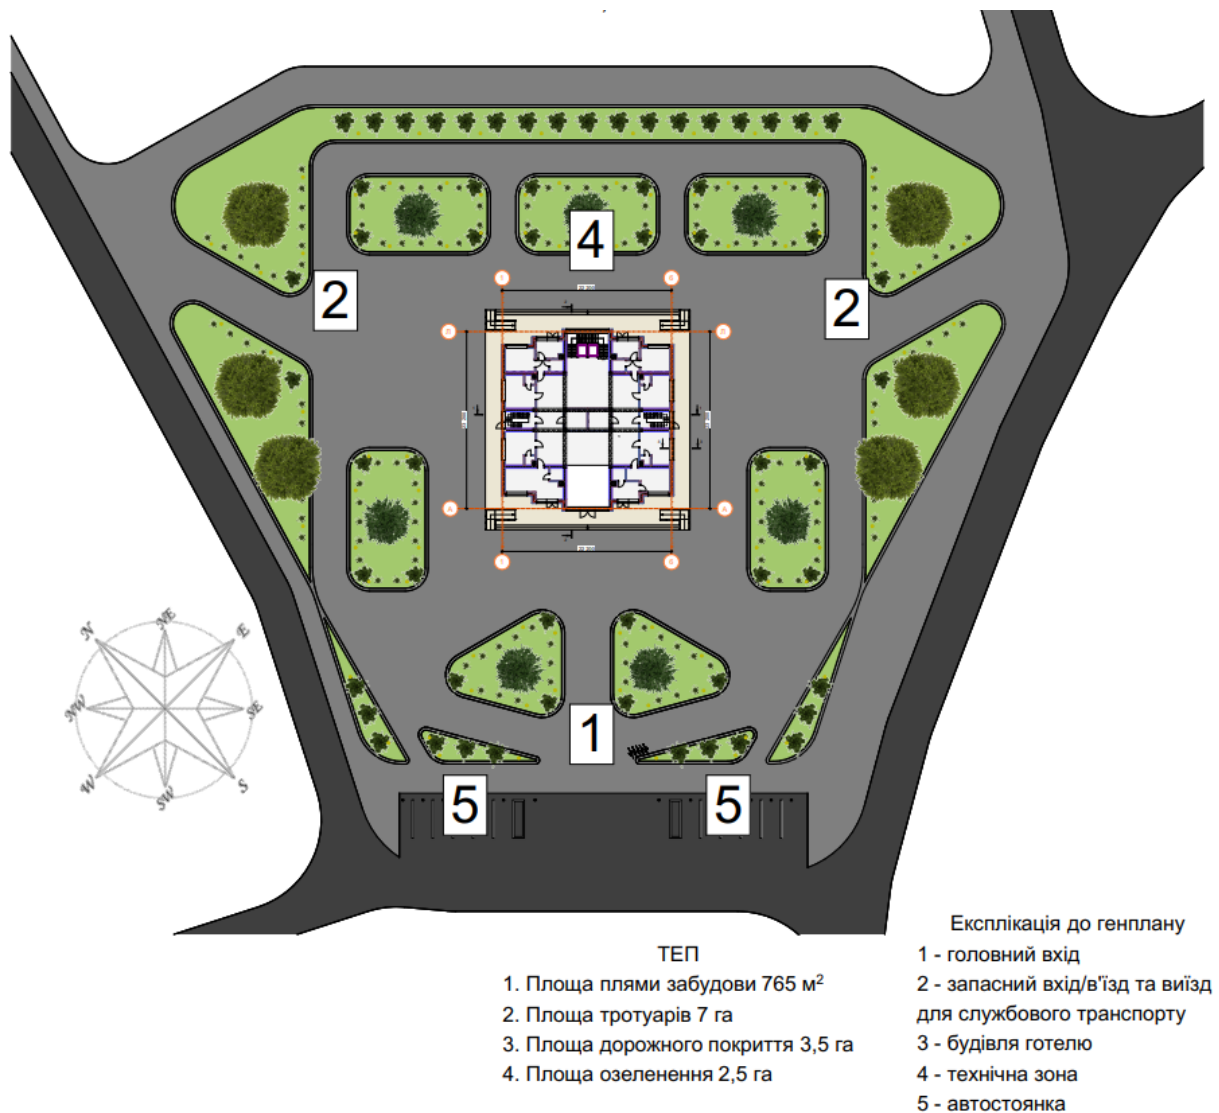 4
2
2
N
NE
E
NW
SE
W
SW
S
1
5
5
ТЕП
1. Площа плями забудови 765 м²
2. Площа тротуарів 7 га
3. Площа дорожного покриття 3,5 га
4. Площа озеленення 2,5 га
Експлікація до генплану
1 - головний вхід
2 - запасний вхід/в'їзд та виїзд
для службового транспорту
3 - будівля готелю
4 - технічна зона
5 - автостоянка